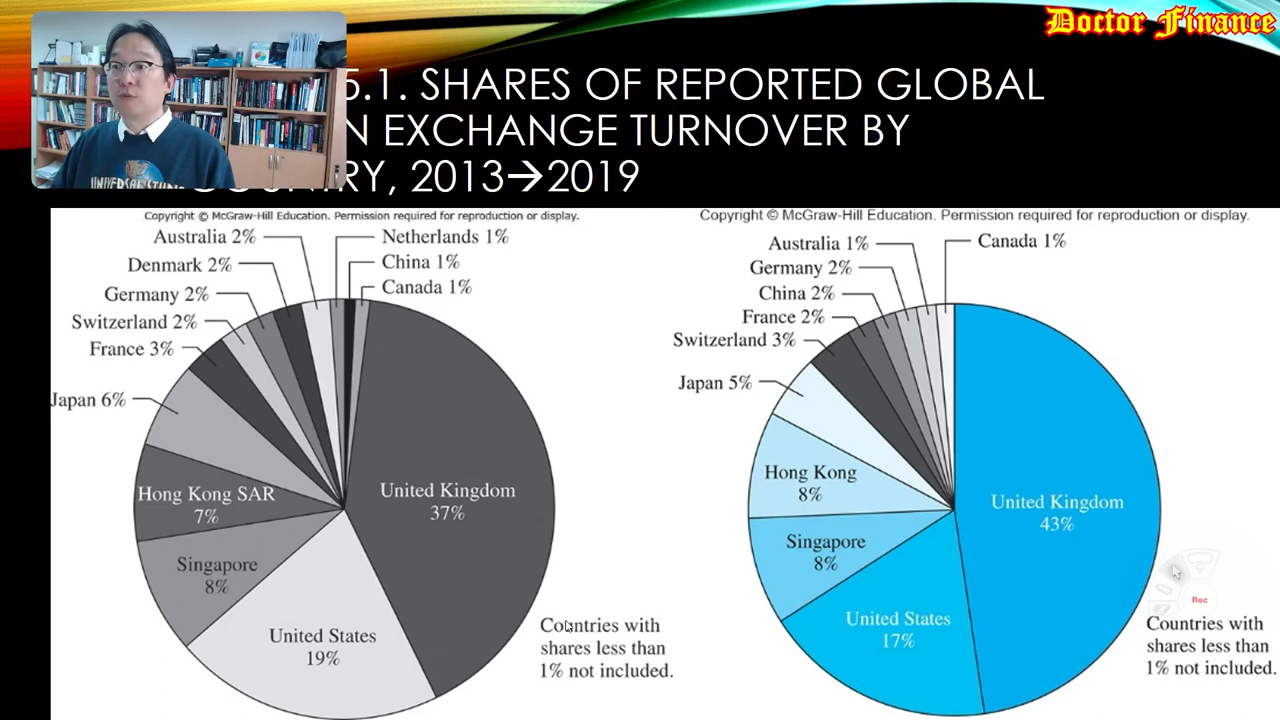 Doctor Finance
5.1. SHARES OF REPORTED GLOBAL
N EXCHANGE TURNOVER BY
RY, 2013→2019
UNIVERSAL STU
Copyright © McGraw-Hill Education. Permission required for reproduction or display.
Australia 2%
Netherlands 1%
Denmark 2%
China 1%
Germany 2%
Canada 1%
Switzerland 2%
France 3%
Japan 6%
Hong Kong SAR
7%
United Kingdom
37%
Singapore
8%
United States
19%
Countries with
shares less than
1% not included.
Copyright © McGraw-Hill Education. Permission required for reproduction or display.
Australia 1%
Canada 1%
Germany 2%
China 2%
France 2%
Switzerland 3%
Japan 5%
Hong Kong
8%
United Kingdom
43%
Singapore
8%
United States
17%
Rec
Countries with
shares less than
1% not included.